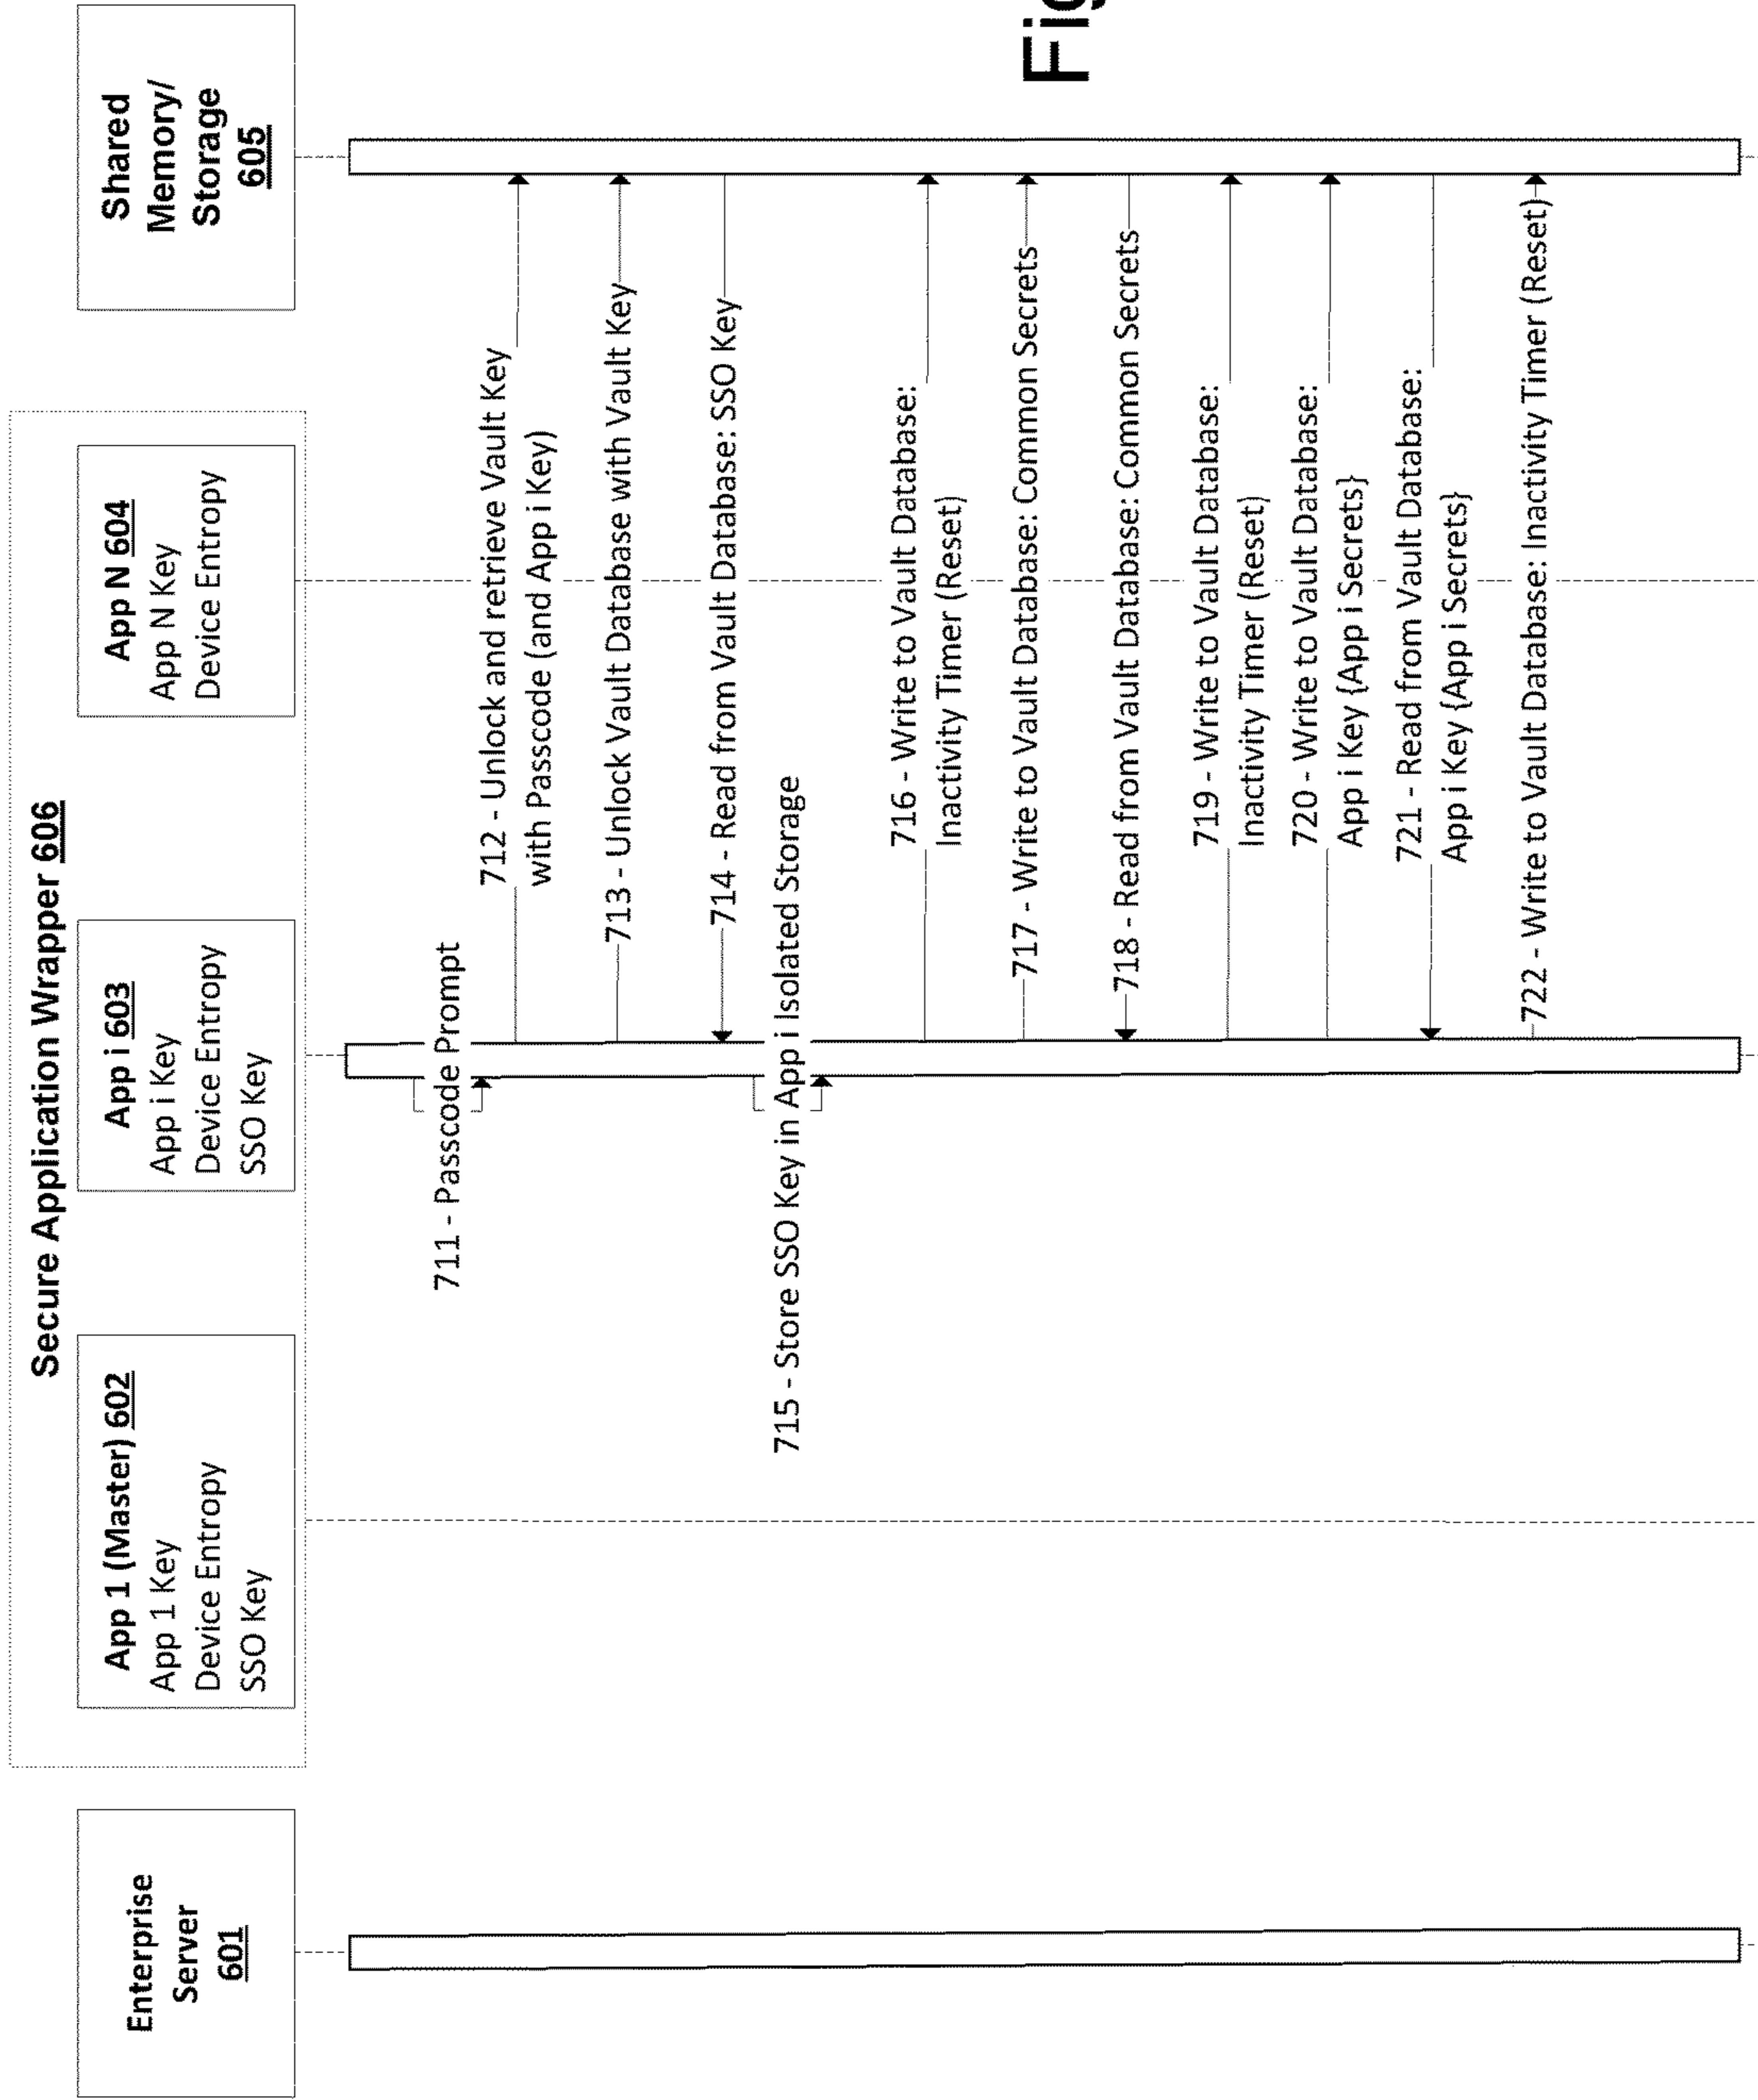 Secure Application Wrapper 606
Enterprise
Server
601
App 1 (Master) 602
App 1 Key
Device Entropy
SSO Key
App i 603
App i Key
Device Entropy
SSO Key
App N 604
App N Key
Device Entropy
Shared
Memory/
Storage
605
711 - Passcode Prompt
712 - Unlock and retrieve Vault Key
with Passcode (and App i Key)
713 - Unlock Vault Database with Vault Key
714 - Read from Vault Database: SSO Key
715 - Store SSO Key in App i Isolated Storage
716 - Write to Vault Database:
Inactivity Timer (Reset)
717 - Write to Vault Database: Common Secrets
718 - Read from Vault Database: Common Secrets
719 - Write to Vault Database:
Inactivity Timer (Reset)
720 - Write to Vault Database:
App i Key {App i Secrets}
721 - Read from Vault Database:
App i Key {App i Secrets}
722 - Write to Vault Database: Inactivity Timer (Reset)
Fig